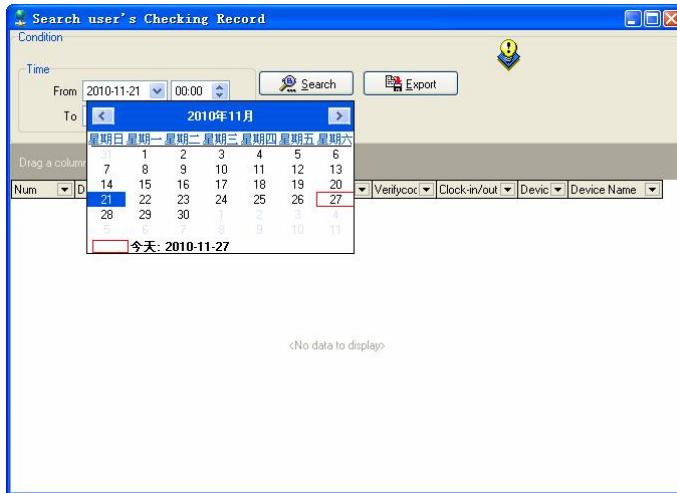 Search user's Checking Record
Condition
Time
From 2010-11-21 00:00
Search
Export
To
2010年11月
星期日 星期一 星期二 星期三 星期四 星期五 星期六
31 1 2 3 4 5 6
7 8 9 10 11 12 13
14 15 16 17 18 19 20
21 22 23 24 25 26 27
28 29 30 1 2 3 4
5 6 7 8 9 10 11
今天: 2010-11-27
Drag a column
Num D Verifycoc Clock-in/out Devic Device Name
<No data to display>